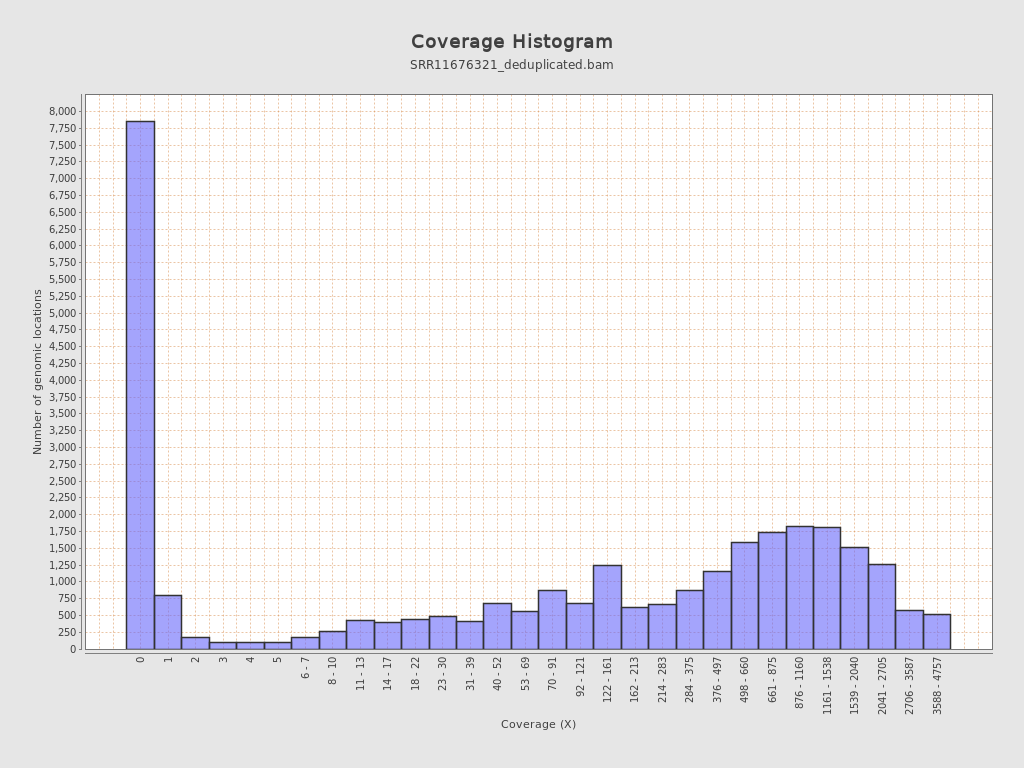 Coverage Histogram
SRR11676321_deduplicated.bam
Number of genomic locations
8,000
7,750
7,500
7,250
7,000
6,750
6,500
6,250
6,000
5,750
5,500
5,250
5,000
4,750
4,500
4,250
4,000
3,750
3,500
3,250
3,000
2,750
2,500
2,250
2,000
1,750
1,500
1,250
1,000
750
500
250
0
0
1
2
3
4
5
6 - 7
8 - 10
11 - 13
14 - 17
18 - 22
23 - 30
31 - 39
40 - 52
53 - 69
70 - 91
92 - 121
122 - 161
162 - 213
214 - 283
284 - 375
376 - 497
498 - 660
661 - 875
876 - 1160
1161 - 1538
1539 - 2040
2041 - 2705
2706 - 3587
3588 - 4757
Coverage (X)